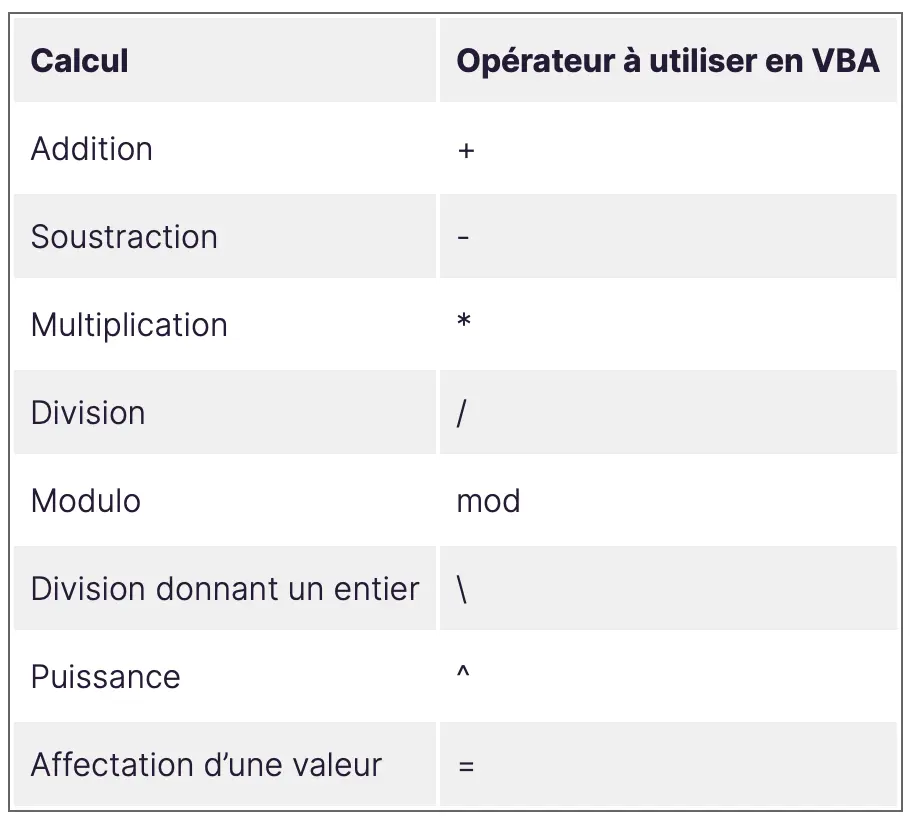 Calcul Opérateur à utiliser en VBA
Addition +
Soustraction -
Multiplication *
Division /
Modulo mod
Division donnant un entier \
Puissance ^
Affectation d’une valeur =